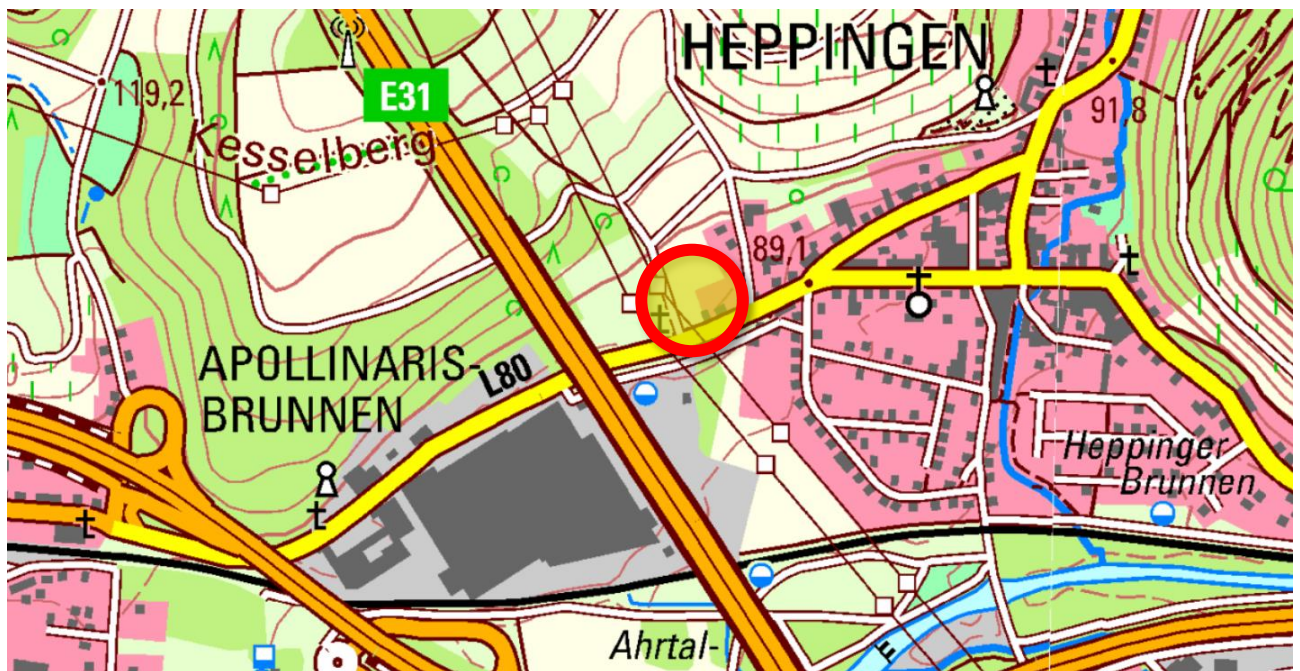 HEPPINGEN
E31
119,2
91,8
Kesselberg
89,1
APOLLINARIS-
BRUNNEN
L80
Heppinger
Brunnen
Ahrtal-